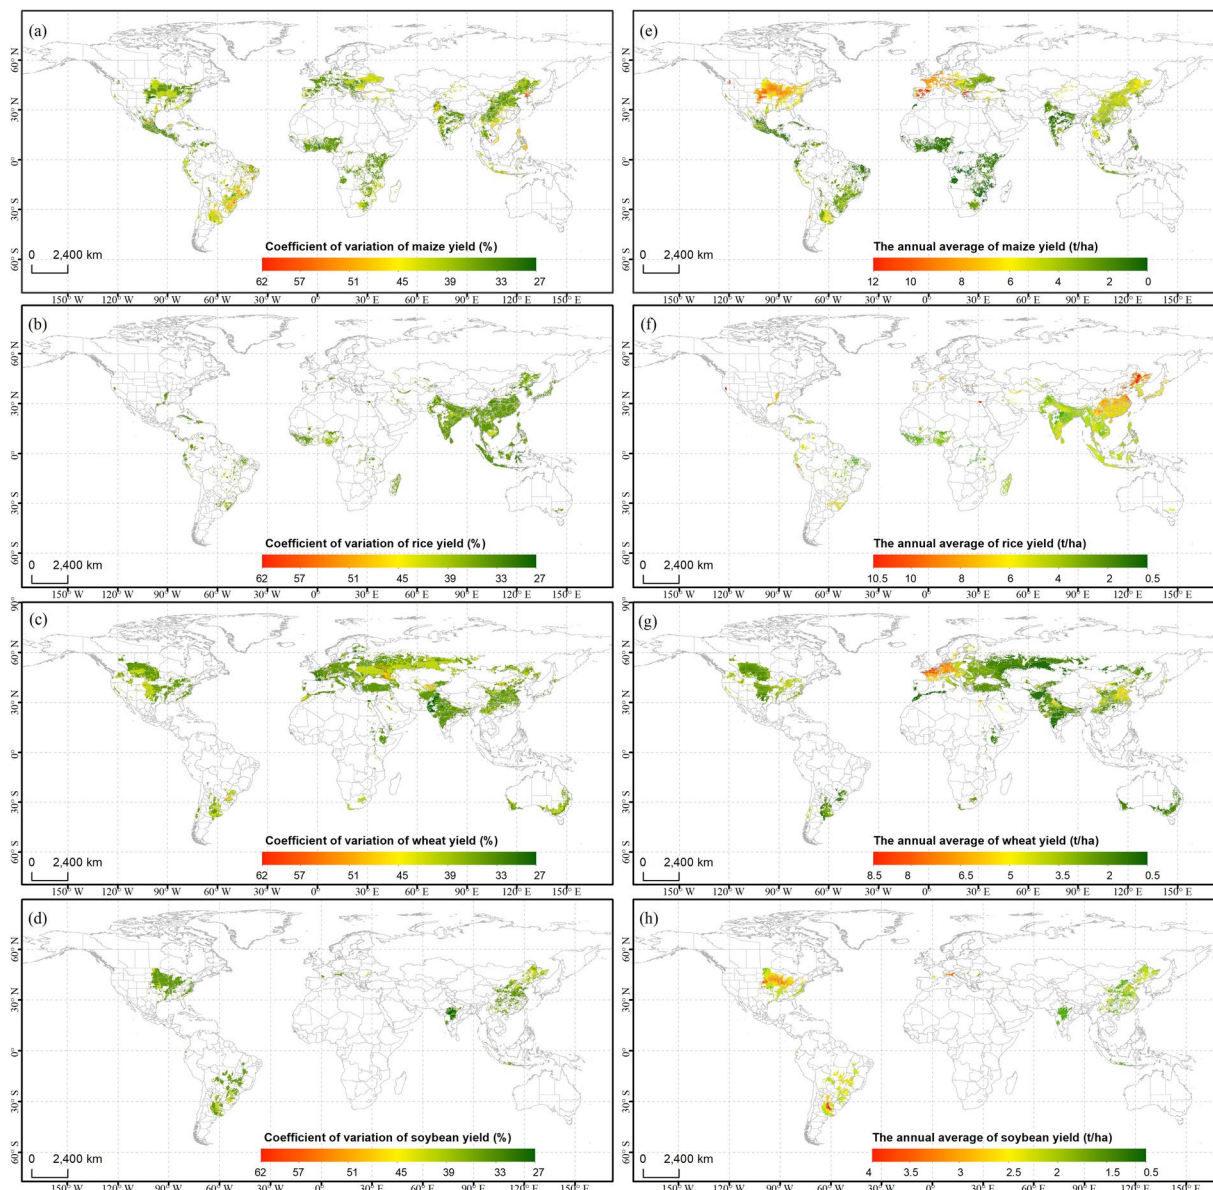 (a)
60° N
30° N
0°
30° S
60° S
Coefficient of variation of maize yield (%)
0 2,400 km
62 57 51 45 39 33 27
150° W 120° W 90° W 60° W 30° W 0° 30° E 60° E 90° E 120° E 150° E
(e)
60° N
30° N
0°
30° S
60° S
The annual average of maize yield (t/ha)
0 2,400 km
12 10 8 6 4 2 0
150° W 120° W 90° W 60° W 30° W 0° 30° E 60° E 90° E 120° E 150° E
(b)
60° N
30° N
0°
30° S
60° S
Coefficient of variation of rice yield (%)
0 2,400 km
62 57 51 45 39 33 27
150° W 120° W 90° W 60° W 30° W 0° 30° E 60° E 90° E 120° E 150° E
(f)
60° N
30° N
0°
30° S
60° S
The annual average of rice yield (t/ha)
0 2,400 km
10.5 10 8 6 4 2 0.5
150° W 120° W 90° W 60° W 30° W 0° 30° E 60° E 90° E 120° E 150° E
(c)
90° N
60° N
30° N
0°
30° S
60° S
Coefficient of variation of wheat yield (%)
0 2,400 km
62 57 51 45 39 33 27
150° W 120° W 90° W 60° W 30° W 0° 30° E 60° E 90° E 120° E 150° E
(g)
90° N
60° N
30° N
0°
30° S
60° S
The annual average of wheat yield (t/ha)
0 2,400 km
8.5 8 6.5 5 3.5 2 0.5
150° W 120° W 90° W 60° W 30° W 0° 30° E 60° E 90° E 120° E 150° E
(d)
60° N
30° N
0°
30° S
60° S
Coefficient of variation of soybean yield (%)
0 2,400 km
62 57 51 45 39 33 27
150° W 120° W 90° W 60° W 30° W 0° 30° E 60° E 90° E 120° E 150° E
(h)
60° N
30° N
0°
30° S
60° S
The annual average of soybean yield (t/ha)
0 2,400 km
4 3.5 3 2.5 2 1.5 0.5
150° W 120° W 90° W 60° W 30° W 0° 30° E 60° E 90° E 120° E 150° E